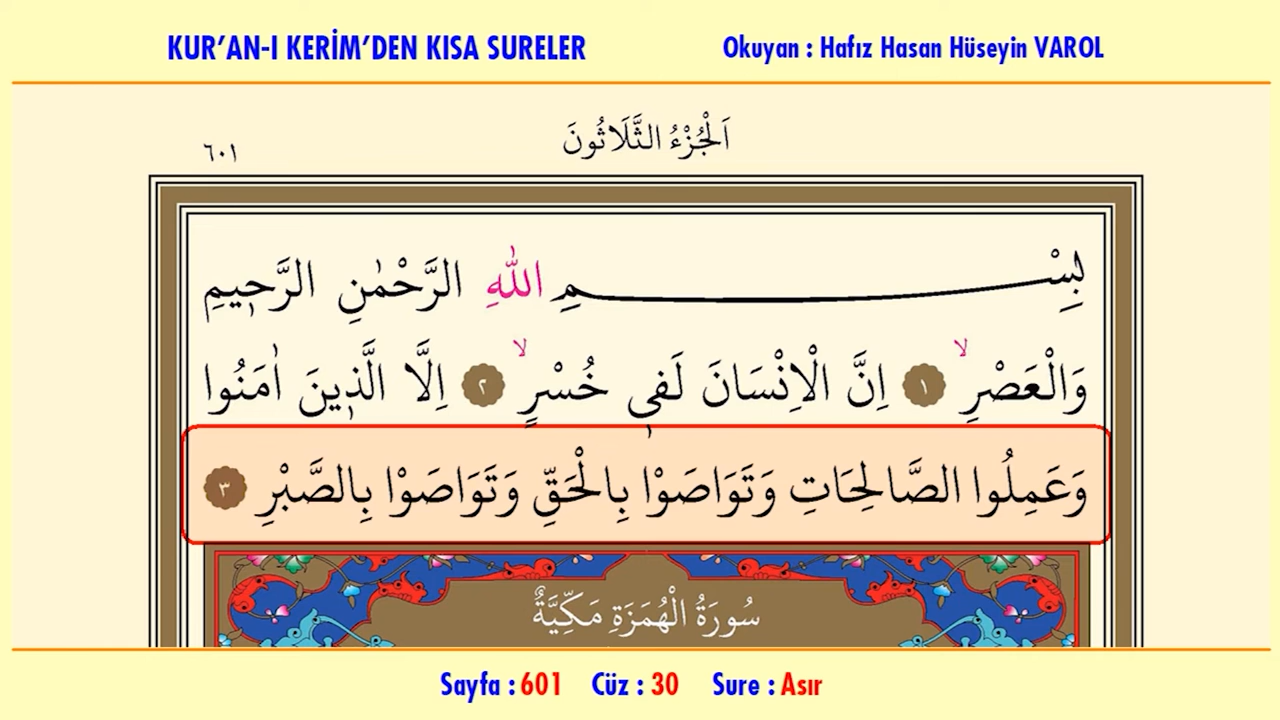 KUR’AN-I KERİM’DEN KISA SURELER
Okuyan : Hafız Hasan Hüseyin VAROL
اَلْجُزْءُ الثَّلَاثُونَ
٦٠١
بِسْمِ اللّٰهِ الرَّحْمٰنِ الرَّح۪يمِ
وَالْعَصْرِۙ ﴿١﴾ اِنَّ الْاِنْسَانَ لَف۪ي خُسْرٍۙ ﴿٢﴾ اِلَّا الَّذ۪ينَ اٰمَنُوا
وَعَمِلُوا الصَّالِحَاتِ وَتَوَاصَوْا بِالْحَقِّ وَتَوَاصَوْا بِالصَّبْرِ ﴿٣﴾
سُورَةُ الْهُمَزَةِ مَكِّيَّةٌ
Sayfa : 601 Cüz : 30 Sure : Asır